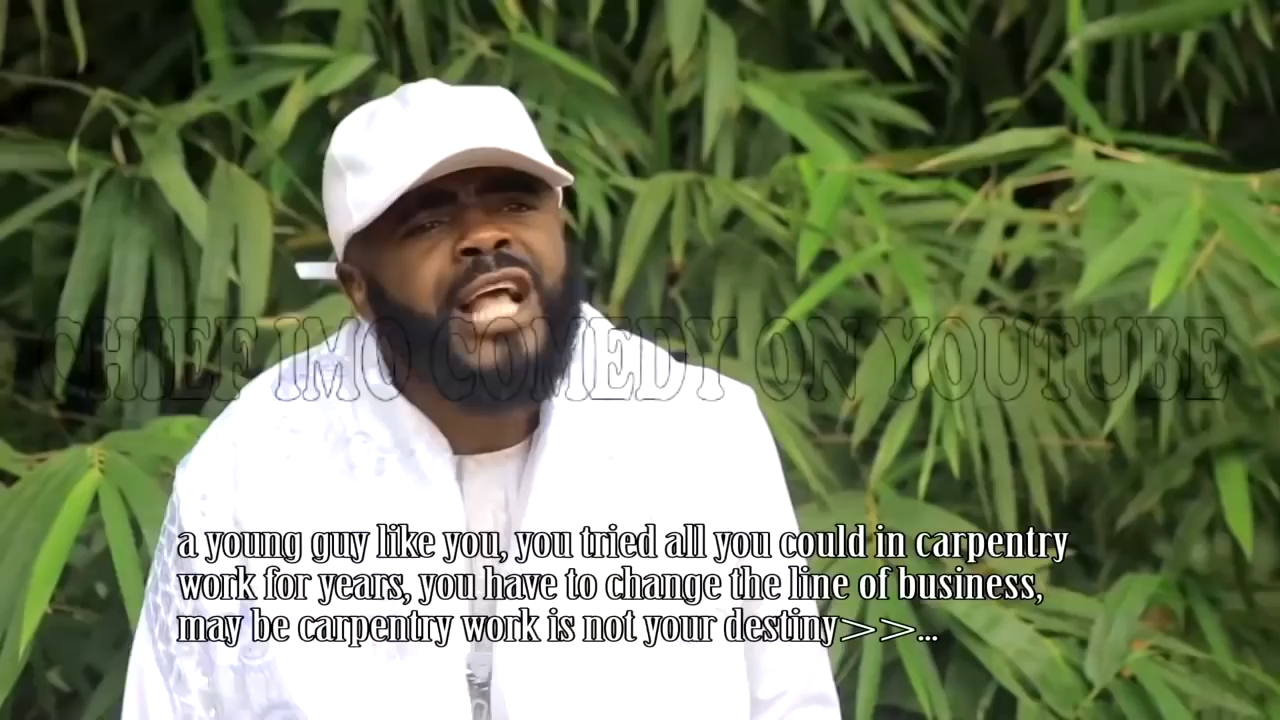 CHIEF IMO COMEDY ON YOUTUBE
a young guy like you, you tried all you could in carpentry
work for years, you have to change the line of business,
may be carpentry work is not your destiny>>...